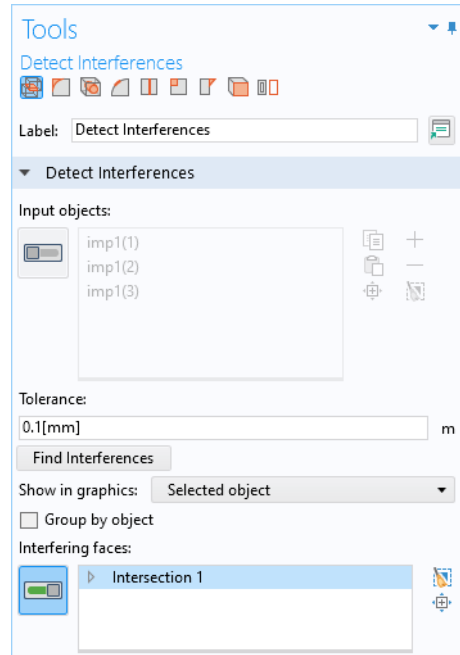 Tools
Detect Interferences
Label: Detect Interferences
Detect Interferences
Input objects:
imp1(1)
imp1(2)
imp1(3)
Tolerance:
0.1[mm] m
Find Interferences
Show in graphics: Selected object
Group by object
Interfering faces:
Intersection 1